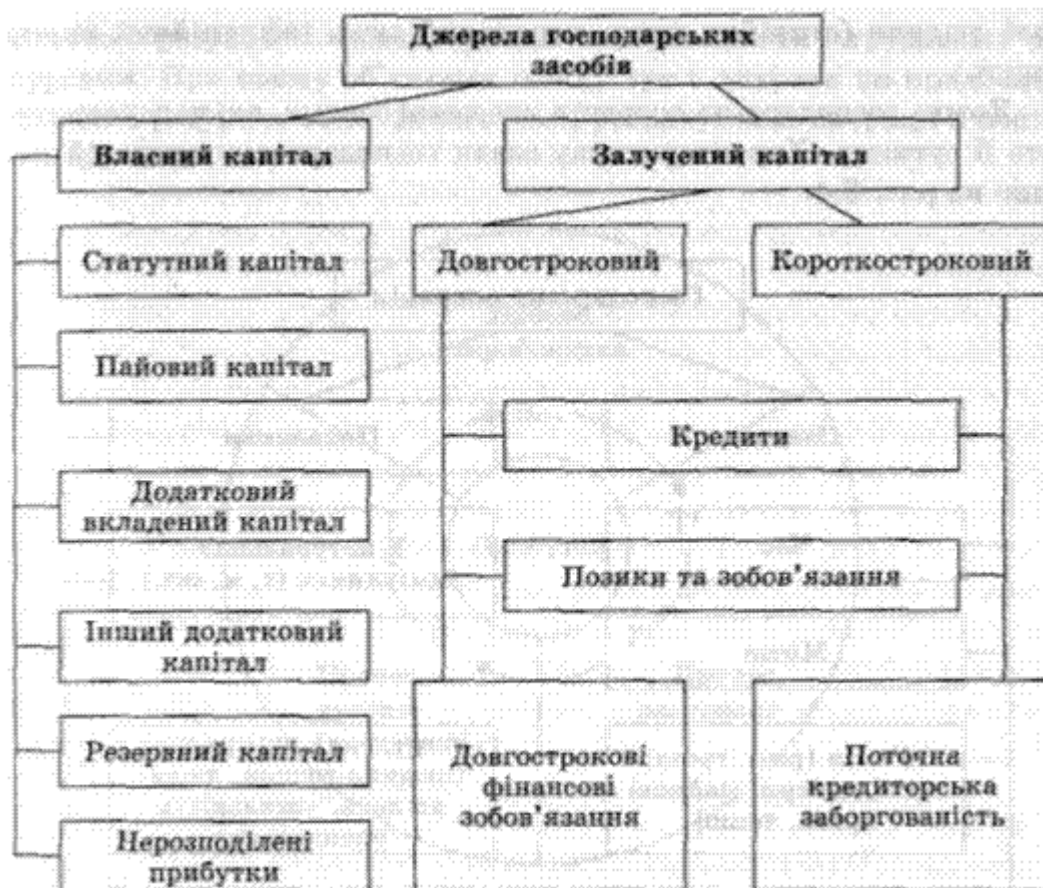 Джерела господарських
засобів
Власний капітал
Залучений капітал
Статутний капітал
Довгостроковий
Короткостроковий
Пайовий капітал
Кредити
Додатковий
вкладений капітал
Позики та зобов’язання
Інший додатковий
капітал
Резервний капітал
Довгострокові
фінансові
зобов’язання
Поточна
кредиторська
заборгованість
Нерозподілені
прибутки